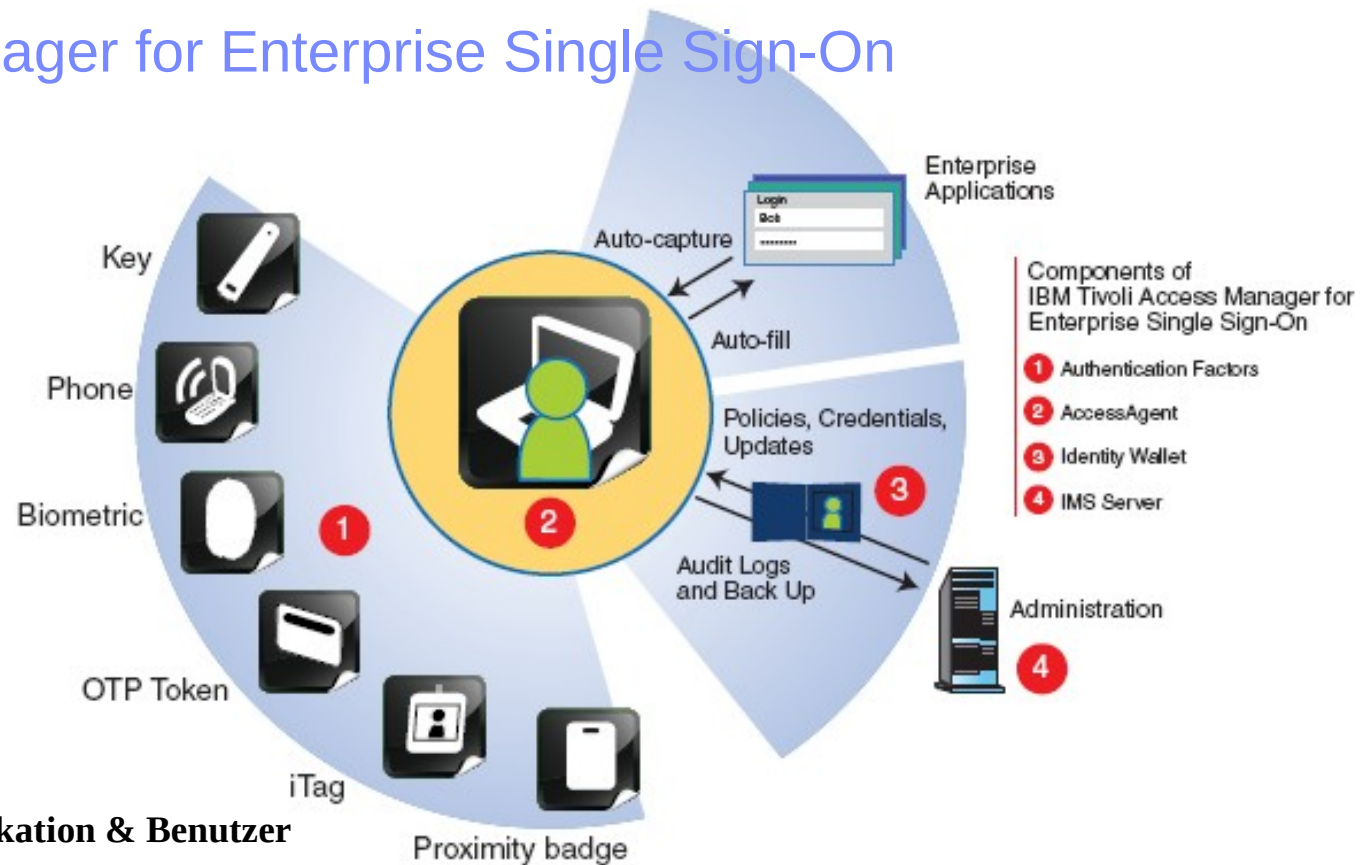 ager for Enterprise Single Sign-On
Enterprise
Applications
Login
Bob
••••••••
Auto-capture
Auto-fill
Key
Phone
Biometric
1
OTP Token
iTag
Proximity badge
2
Policies, Credentials,
Updates
3
Audit Logs
and Back Up
Administration
4
Components of
IBM Tivoli Access Manager for
Enterprise Single Sign-On
1 Authentication Factors
2 AccessAgent
3 Identity Wallet
4 IMS Server
kation & Benutzer